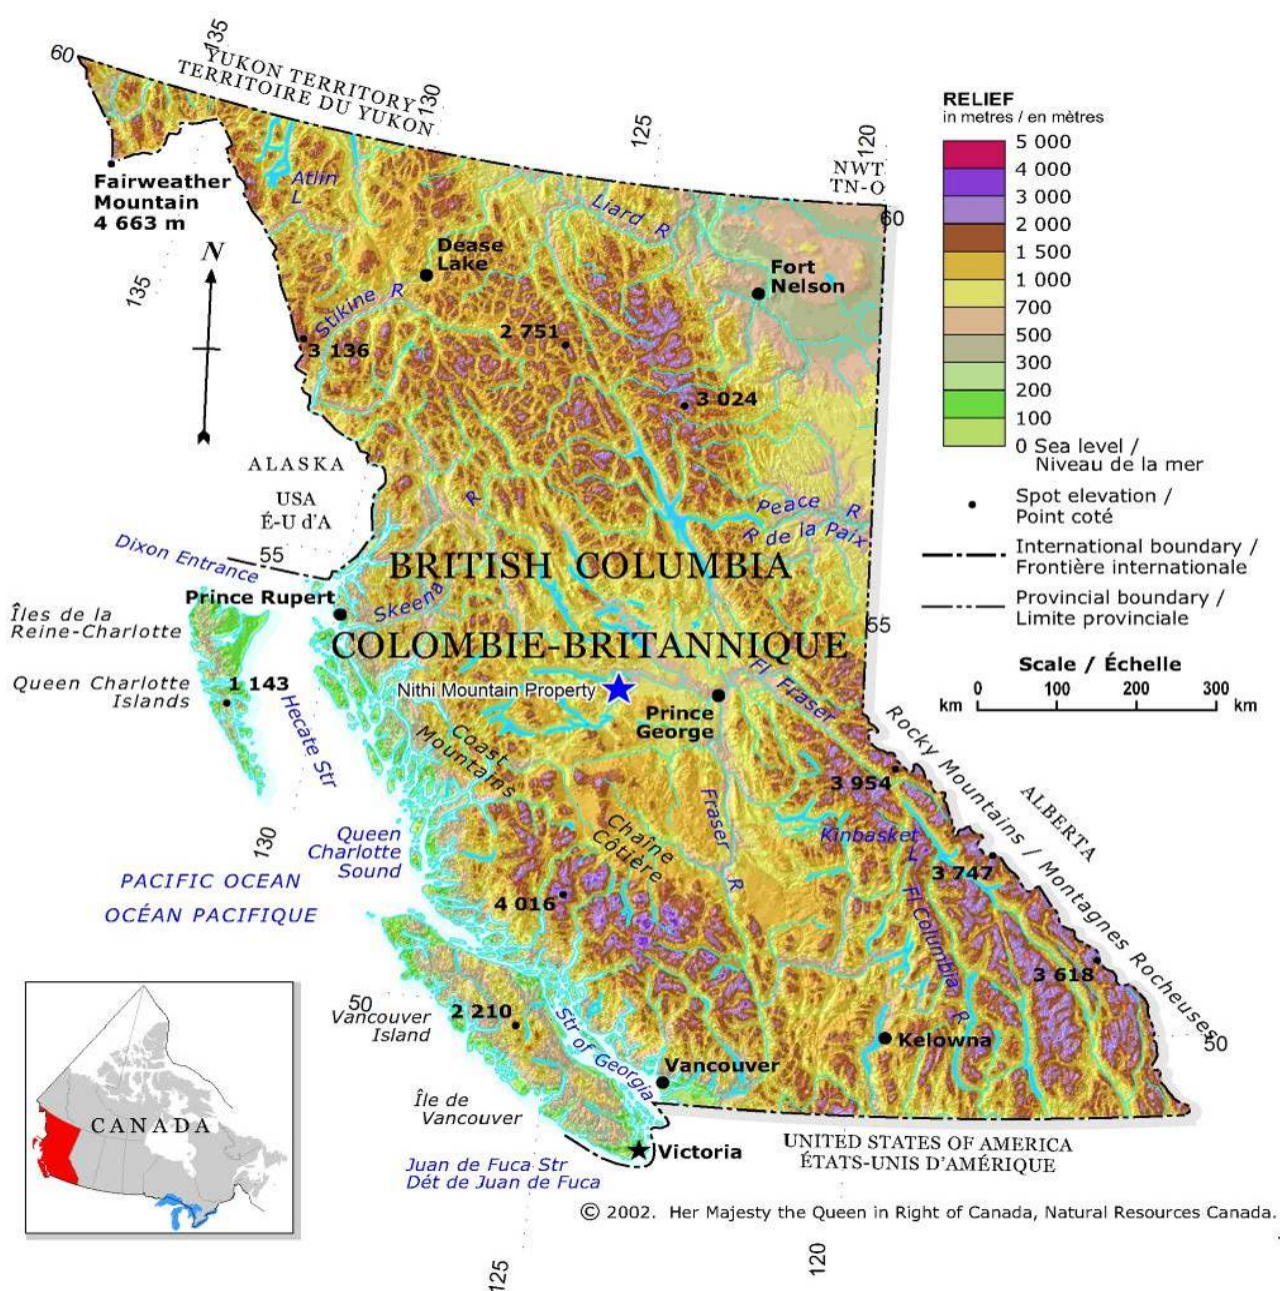 60
135
YUKON TERRITORY
TERRITOIRE DU YUKON
130
125
120
NWT
TN-O
60
RELIEF
in metres / en mètres
5 000
4 000
3 000
2 000
1 500
1 000
700
500
300
200
100
0 Sea level /
Niveau de la mer
Spot elevation /
Point coté
International boundary /
Frontière internationale
Provincial boundary /
Limite provinciale
Scale / Échelle
0 100 200 300
km km
Fairweather
Mountain
4 663 m
Atlin
L
Liard R
N
135
Dease
Lake
Fort
Nelson
Stikine R
3 136
2 751
3 024
ALASKA
USA
É-U d'A
R
Peace R
R de la Paix
Dixon Entrance
55
BRITISH COLUMBIA
Prince Rupert
Skeena
Îles de la
Reine-Charlotte
COLOMBIE-BRITANNIQUE
55
Queen Charlotte
Islands
1 143
Hecate Str
Nithi Mountain Property
Prince
George
Fl Fraser
Rocky Mountains / Montagnes Rocheuses
Coast
Mountains
3 954
ALBERTA
Fraser
R
Chaîne
Côtière
Kinbasket
L
130
Queen
Charlotte
Sound
3 747
PACIFIC OCEAN
OCÉAN PACIFIQUE
4 016
Fl Columbia
R
3 618
50
Vancouver
Island
2 210
Str of Georgia
Kelowna
50
Vancouver
Île de
Vancouver
Victoria
UNITED STATES OF AMERICA
ÉTATS-UNIS D'AMÉRIQUE
Juan de Fuca Str
Dét de Juan de Fuca
CANADA
© 2002. Her Majesty the Queen in Right of Canada, Natural Resources Canada.
125
120